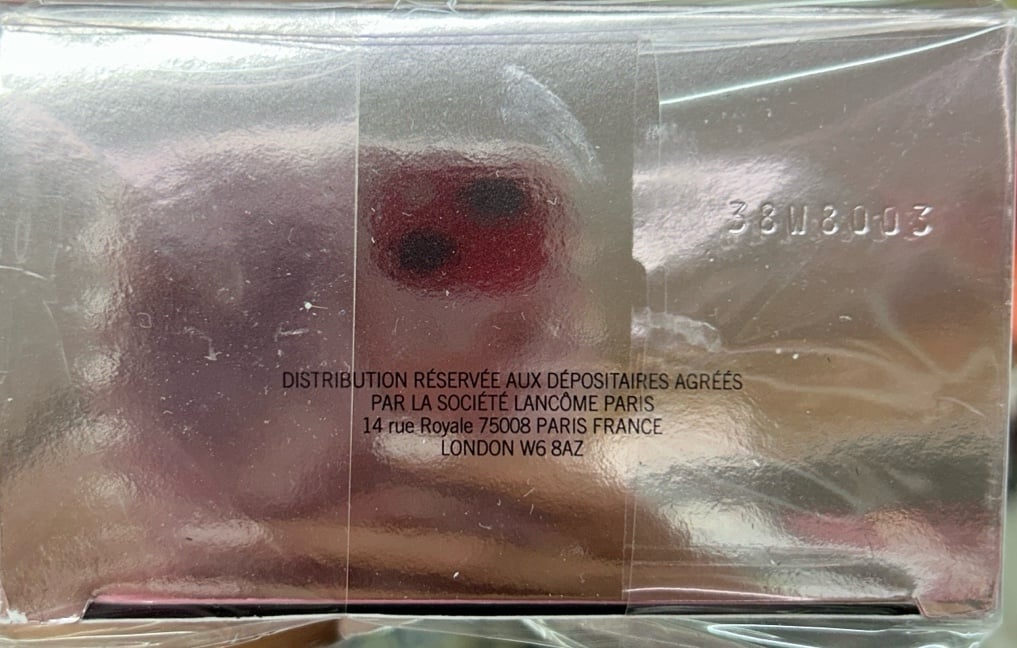 38W8003
DISTRIBUTION RÉSERVÉE AUX DÉPOSITAIRES AGRÉÉS
PAR LA SOCIÉTÉ LANCÔME PARIS
14 rue Royale 75008 PARIS FRANCE
LONDON W6 8AZ